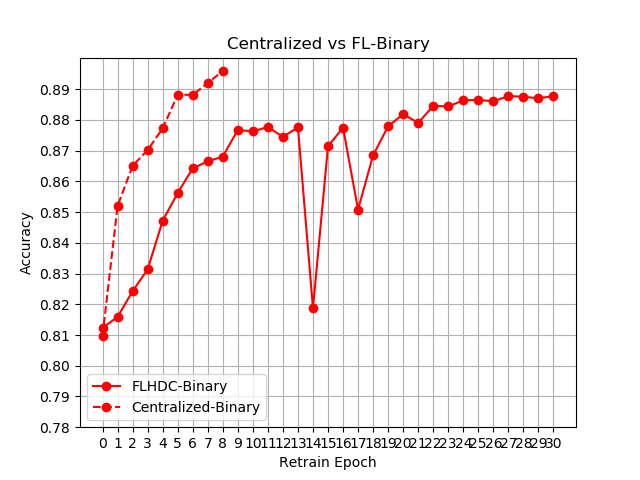 Centralized vs FL-Binary
Accuracy
0.89
0.88
0.87
0.86
0.85
0.84
0.83
0.82
0.81
0.80
0.79
0.78
FLHDC-Binary
Centralized-Binary
0 1 2 3 4 5 6 7 8 9 10 11 12 13 14 15 16 17 18 19 20 21 22 23 24 25 26 27 28 29 30
Retrain Epoch